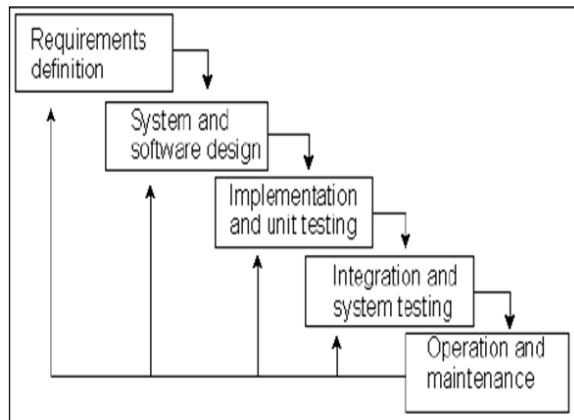 Requirements
definition
System and
software design
Implementation
and unit testing
Integration and
system testing
Operation and
maintenance